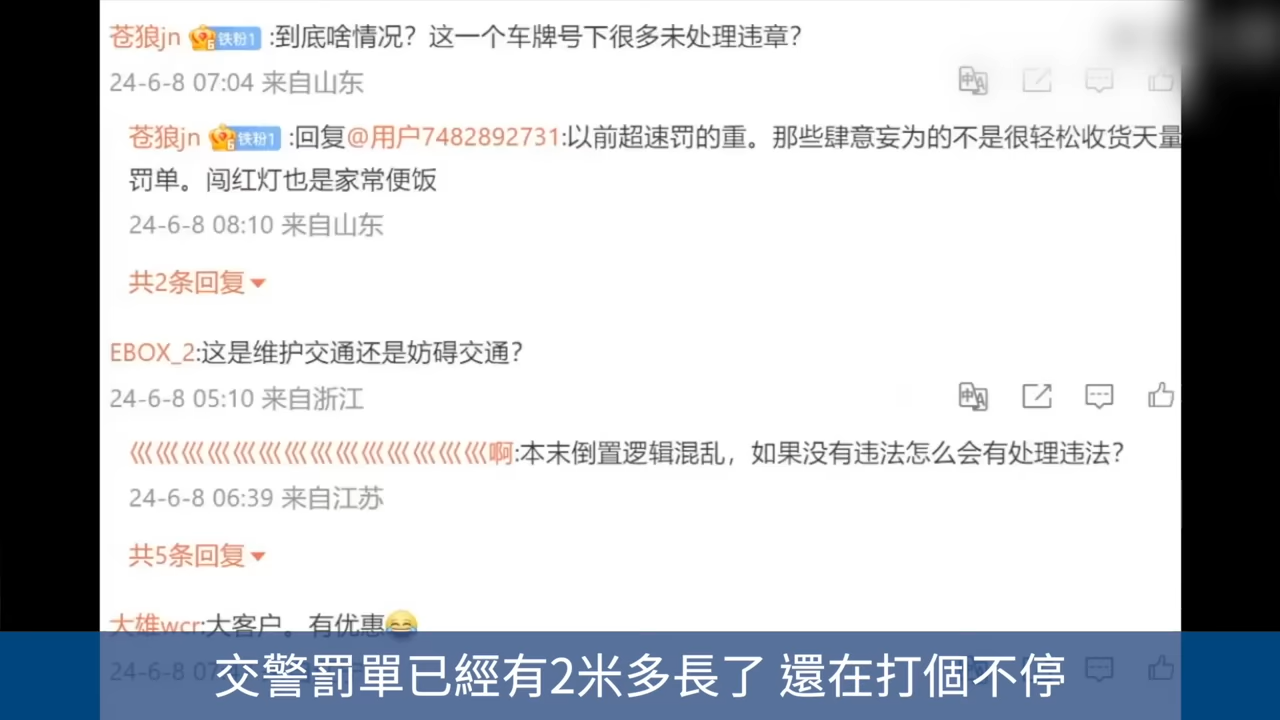 苍狼jn 铁粉1 :到底啥情况？这一个车牌号下很多未处理违章？
24-6-8 07:04 来自山东
苍狼jn 铁粉1 :回复@用户7482892731:以前超速罚的重。那些肆意妄为的不是很轻松收货天量
罚单。闯红灯也是家常便饭
24-6-8 08:10 来自山东
共2条回复
EBOX_2:这是维护交通还是妨碍交通？
24-6-8 05:10 来自浙江
巛巛巛巛巛巛巛巛巛巛巛巛巛巛啊:本末倒置逻辑混乱，如果没有违法怎么会有处理违法？
24-6-8 06:39 来自江苏
共5条回复
大雄wcr:大客户。有优惠😂
24-6-8
交警罰單已經有2米多長了 還在打個不停